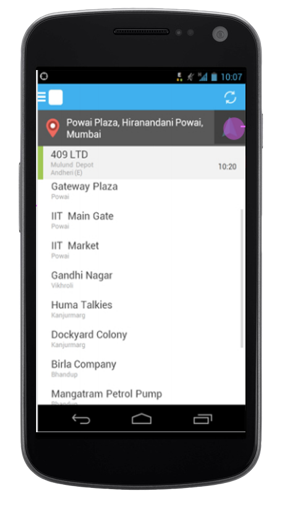 10:07
Powai Plaza, Hiranandani Powai,
Mumbai
409 LTD
Mulund Depot
Andheri (E)
10:20
Gateway Plaza
Powai
IIT Main Gate
Powai
IIT Market
Powai
Gandhi Nagar
Vikhroli
Huma Talkies
Kanjurmarg
Dockyard Colony
Kanjurmarg
Birla Company
Bhandup
Mangatram Petrol Pump
Bhandup